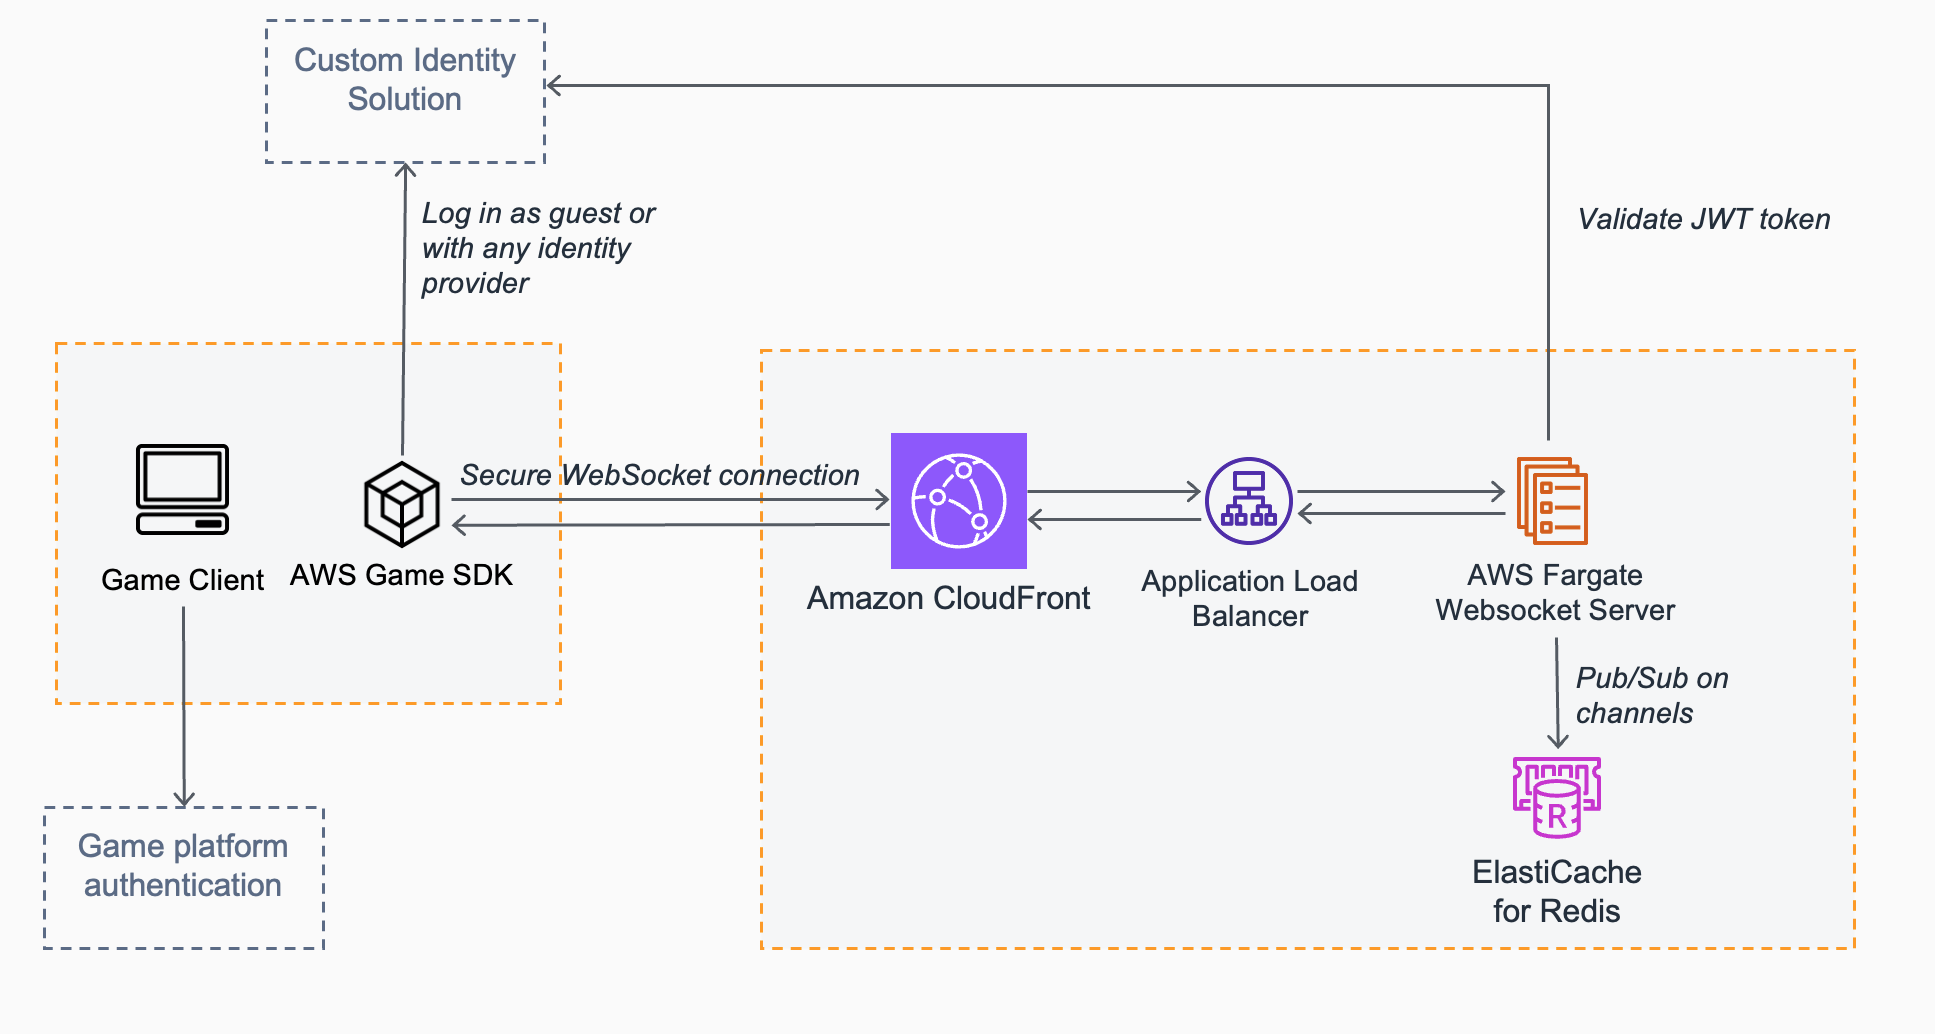 Custom Identity
Solution
Log in as guest or
with any identity
provider
Validate JWT token
Secure WebSocket connection
Game Client
AWS Game SDK
Amazon CloudFront
Application Load
Balancer
AWS Fargate
Websocket Server
Pub/Sub on
channels
R
ElastiCache
for Redis
Game platform
authentication